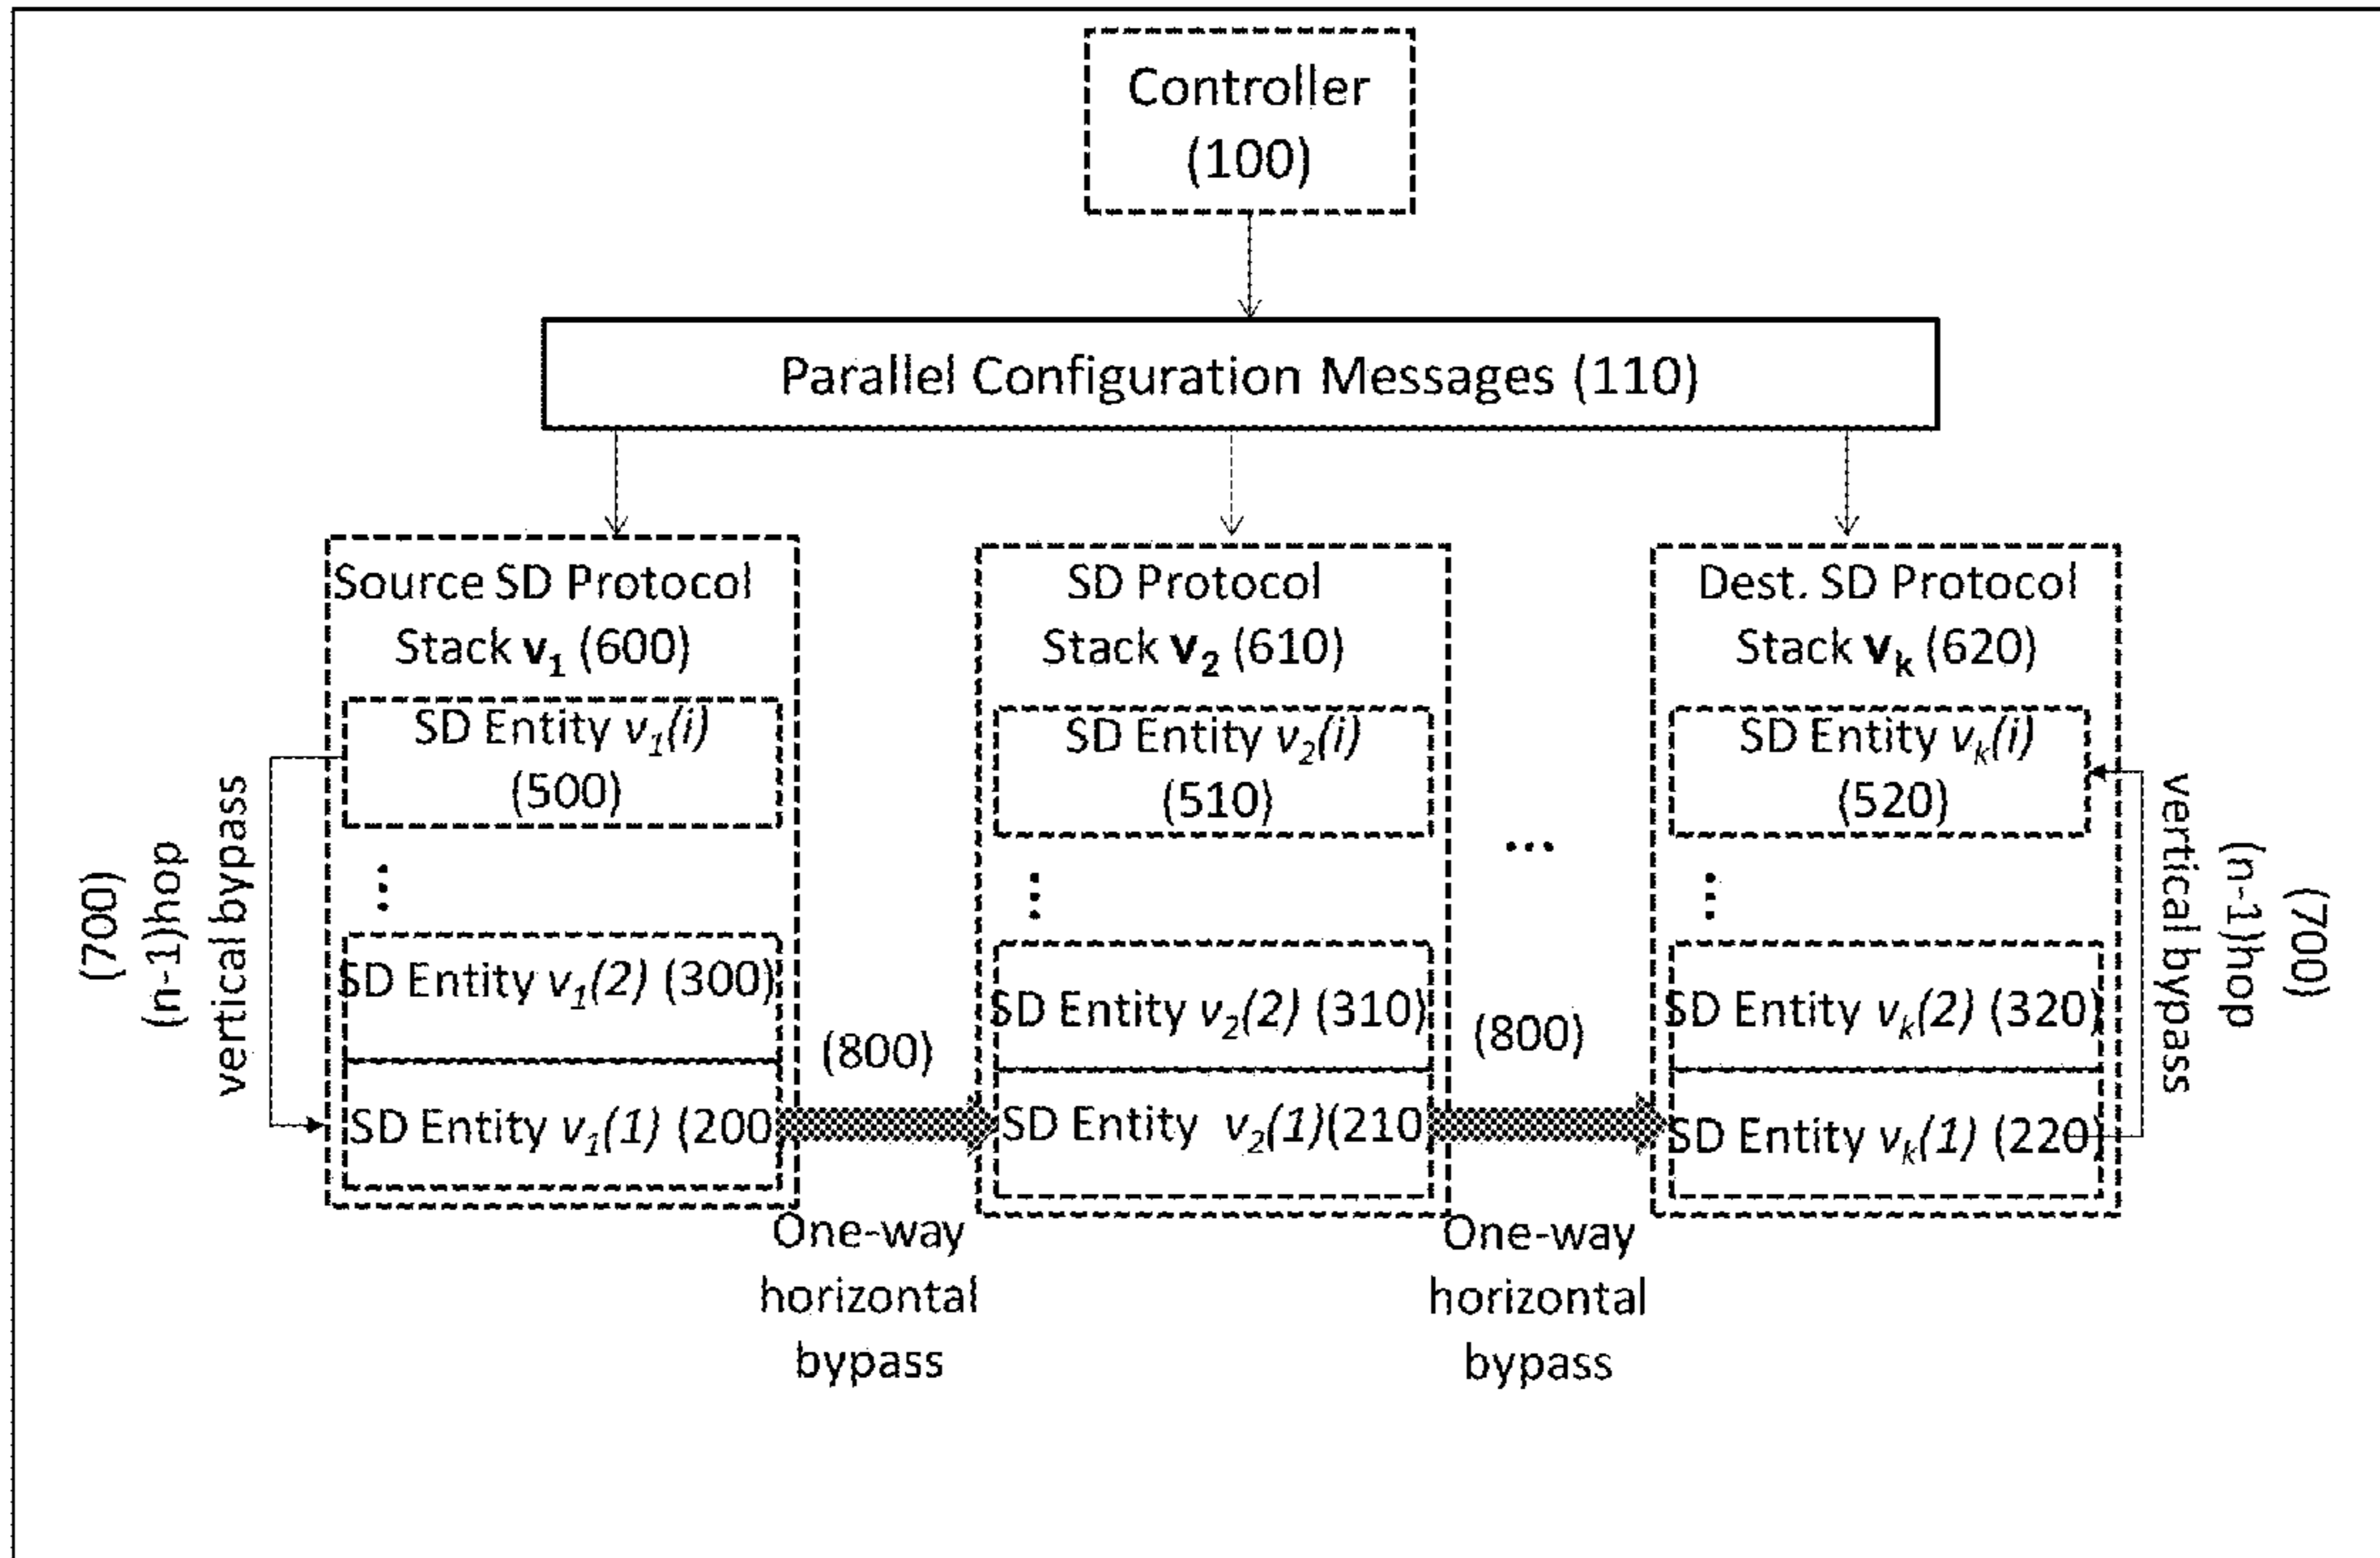 Controller
(100)
Parallel Configuration Messages (110)
Source SD Protocol
Stack v₁ (600)
SD Entity v₁(i)
(500)
⋮
SD Entity v₁(2) (300)
SD Entity v₁(1) (200
(700)
(n-1)hop
vertical bypass
(800)
One-way
horizontal
bypass
SD Protocol
Stack v₂ (610)
SD Entity v₂(i)
(510)
⋮
SD Entity v₂(2) (310)
SD Entity v₂(1)(210
...
(800)
One-way
horizontal
bypass
Dest. SD Protocol
Stack vₖ (620)
SD Entity vₖ(i)
(520)
⋮
SD Entity vₖ(2) (320)
SD Entity vₖ(1) (220)
(700)
(n-1)hop
vertical bypass